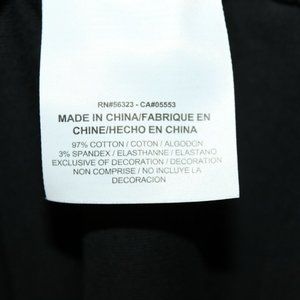 RN#56323 - CA#05553
MADE IN CHINA/FABRIQUE EN
CHINE/HECHO EN CHINA
97% COTTON / COTON / ALGODON
3% SPANDEX / ELASTHANNE / ELASTANO
EXCLUSIVE OF DECORATION / DECORATION
NON COMPRISE / NO INCLUYE LA
DECORACION